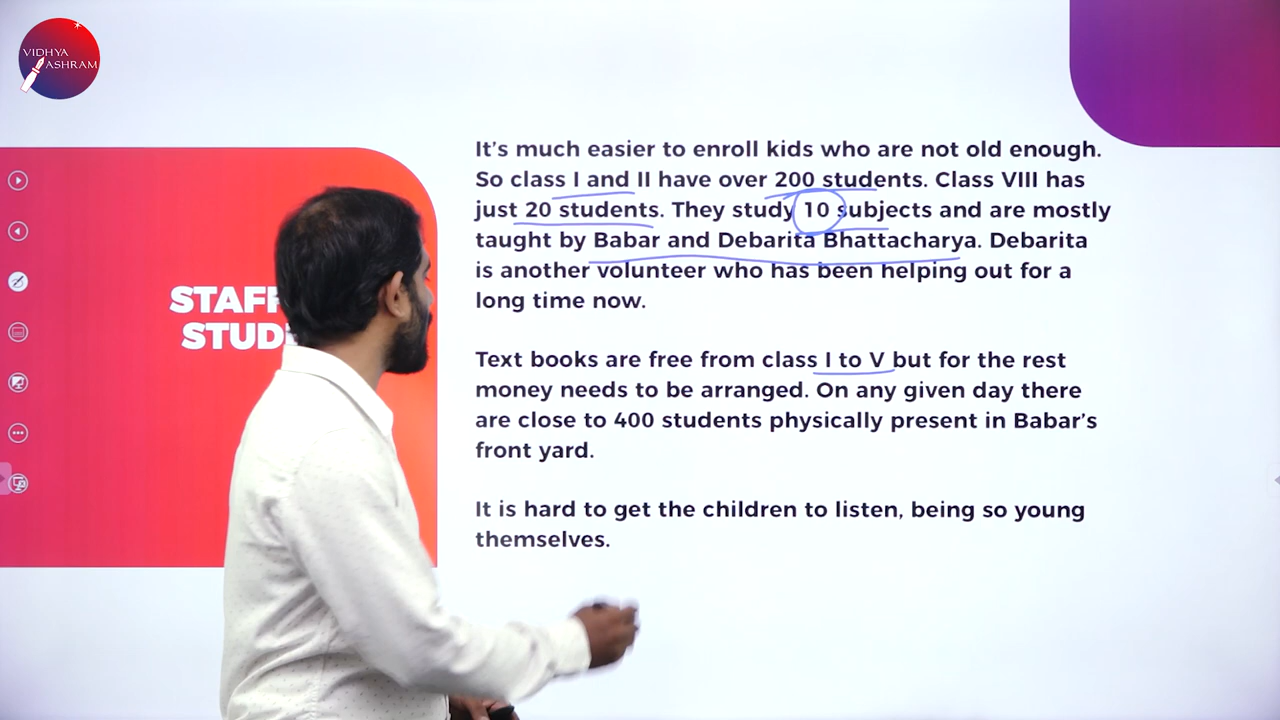 VIDHYA
ASHRAM
It's much easier to enroll kids who are not old enough.
So class I and II have over 200 students. Class VIII has
just 20 students. They study 10 subjects and are mostly
taught by Babar and Debarita Bhattacharya. Debarita
is another volunteer who has been helping out for a
long time now.
Text books are free from class I to V but for the rest
money needs to be arranged. On any given day there
are close to 400 students physically present in Babar's
front yard.
It is hard to get the children to listen, being so young
themselves.